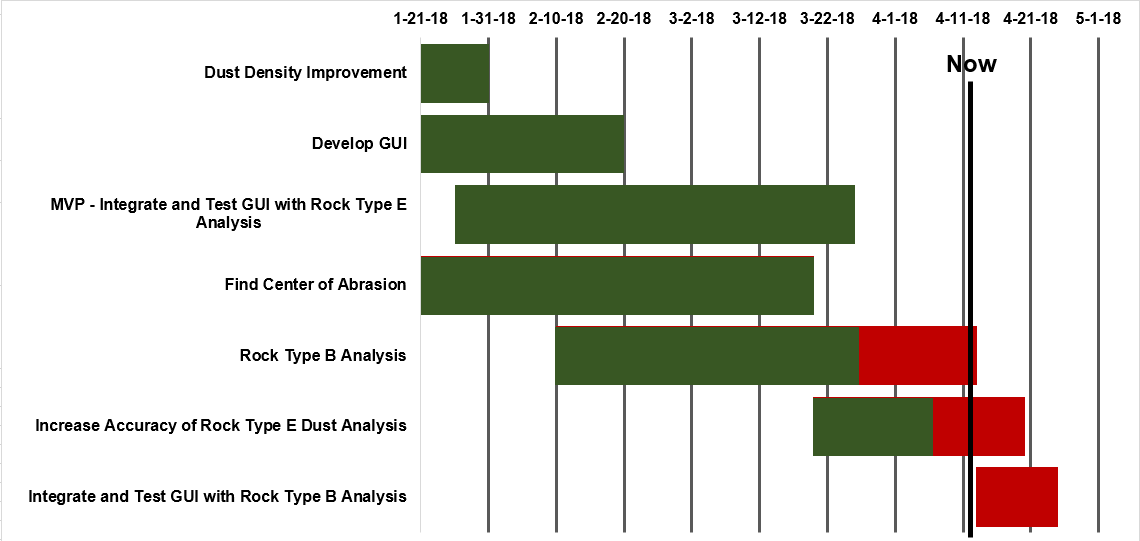 1-21-18 1-31-18 2-10-18 2-20-18 3-2-18 3-12-18 3-22-18 4-1-18 4-11-18 4-21-18 5-1-18
Now
Dust Density Improvement
Develop GUI
MVP - Integrate and Test GUI with Rock Type E
Analysis
Find Center of Abrasion
Rock Type B Analysis
Increase Accuracy of Rock Type E Dust Analysis
Integrate and Test GUI with Rock Type B Analysis